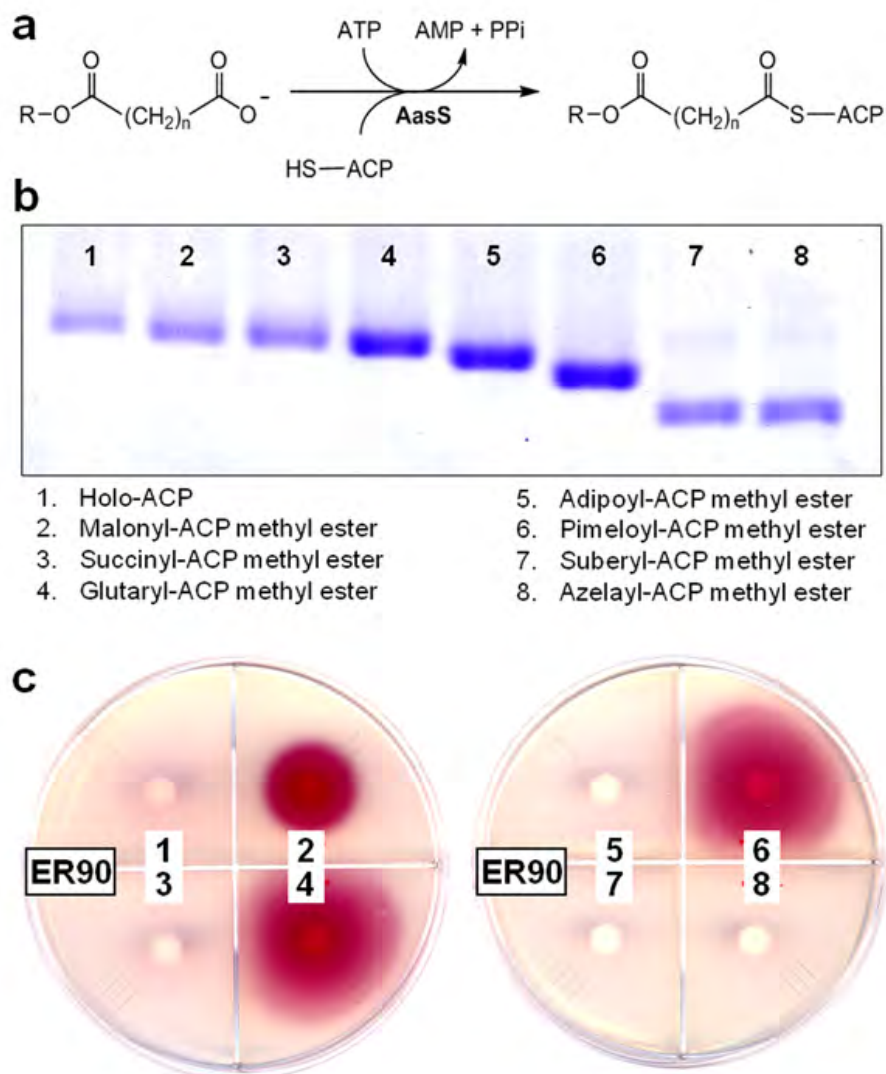 a
ATP AMP + PPi
O O O O
R—O (CH2)n O- R—O (CH2)n S—ACP
AasS
HS—ACP
b
1 2 3 4 5 6 7 8
1. Holo-ACP
2. Malonyl-ACP methyl ester
3. Succinyl-ACP methyl ester
4. Glutaryl-ACP methyl ester
5. Adipoyl-ACP methyl ester
6. Pimeloyl-ACP methyl ester
7. Suberyl-ACP methyl ester
8. Azelayl-ACP methyl ester
c
ER90
1 2
3 4
ER90
5 6
7 8